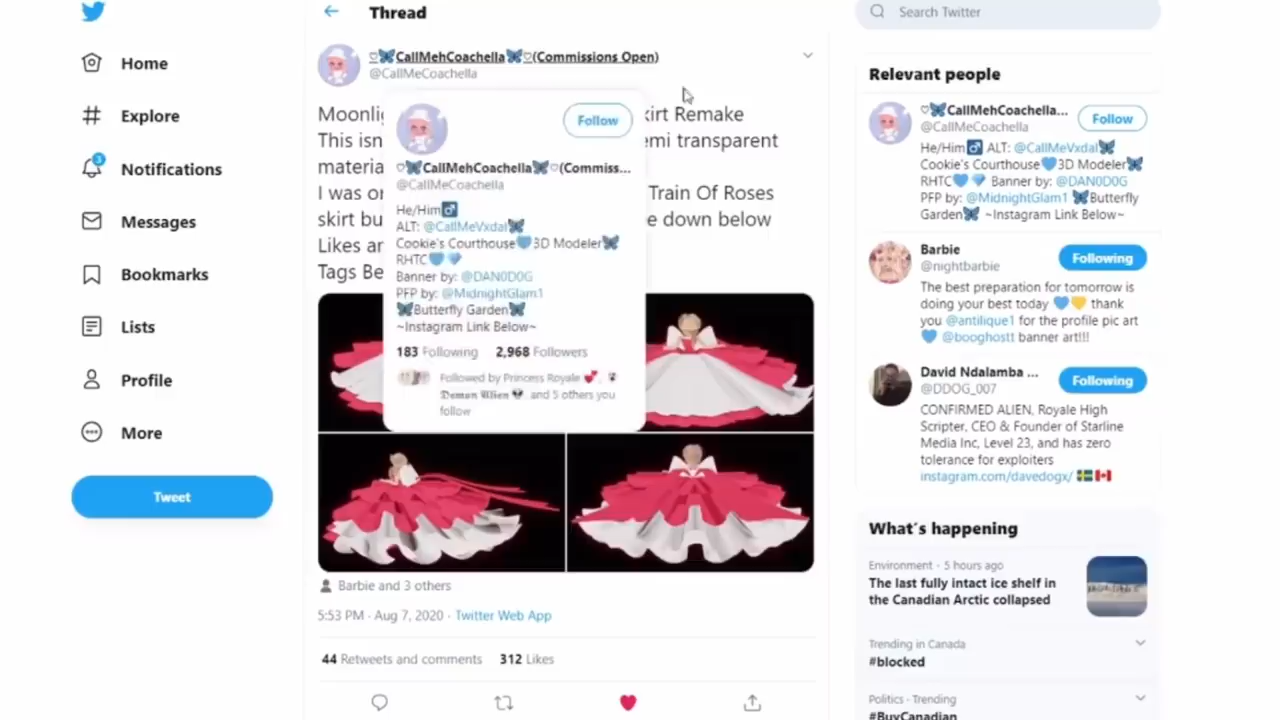 Home
Explore
3
Notifications
Messages
Bookmarks
Lists
Profile
More
Tweet
Thread
♡🦋CallMehCoachella🦋♡(Commissions Open)
@CallMeCoachella
Remake
This isn
emi transparent
materia
I was
Train Of Roses
skirt
down below
Likes
Tags Be
Follow
♡🦋CallMehCoachella🦋♡(Commiss...
@CallMeCoachella
He/Him♂️
ALT: @CallMeVxdal🦋
Cookie's Courthouse💙3D Modeler🦋
RHTC💙💎
Banner by: @DAN0D0G
PFP by: @MidnightGlam1
🦋Butterfly Garden🦋
~Instagram Link Below~
183 Following 2,968 Followers
Followed by Princess Royale 💕,
Demon Alien 👽, and 5 others you
follow
Barbie and 3 others
5:53 PM · Aug 7, 2020 · Twitter Web App
44 Retweets and comments 312 Likes
Search Twitter
Relevant people
♡🦋CallMehCoachella...
@CallMeCoachella
Follow
He/Him♂️ ALT: @CallMeVxdal🦋
Cookie's Courthouse💙3D Modeler🦋
RHTC💙💎 Banner by: @DAN0D0G
PFP by: @MidnightGlam1 🦋Butterfly
Garden🦋 ~Instagram Link Below~
Barbie
@nightbarbie
Following
The best preparation for tomorrow is
doing your best today 💙💛 thank
you @antilique1 for the profile pic art
💙 @booghostt banner art!!!
David Ndalamba ...
@DDOG_007
Following
CONFIRMED ALIEN, Royale High
Scripter, CEO & Founder of Starline
Media Inc, Level 23, and has zero
tolerance for exploiters
instagram.com/davedogx/ 🇸🇪🇨🇦
What's happening
Environment · 5 hours ago
The last fully intact ice shelf in
the Canadian Arctic collapsed
Trending in Canada
#blocked
Politics · Trending
#BuyCanadian